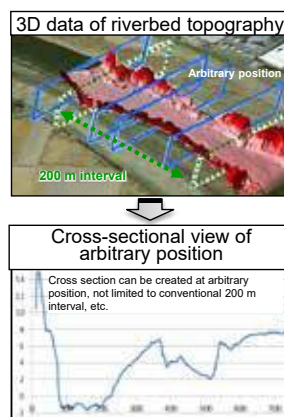 3D data of riverbed topography
Arbitrary position
200 m interval
Cross-sectional view of
arbitrary position
Cross section can be created at arbitrary
position, not limited to conventional 200 m
interval, etc.